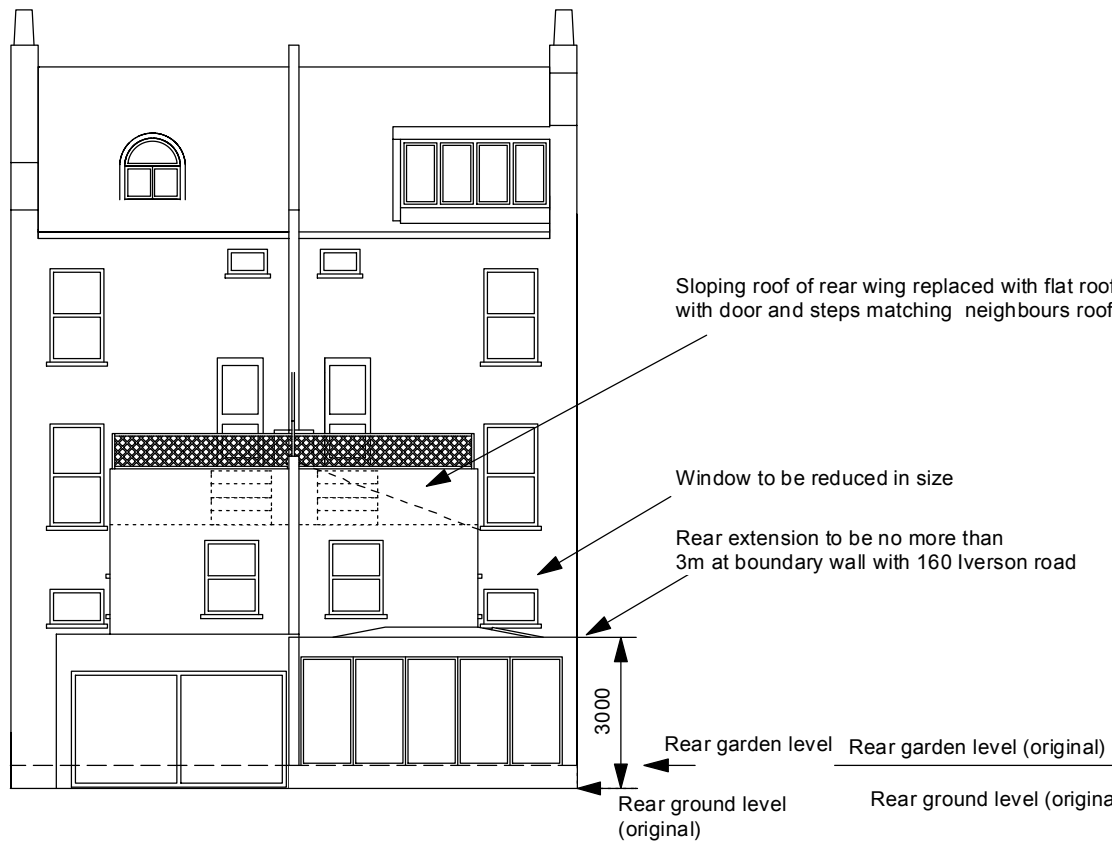 Sloping roof of rear wing replaced with flat roof
with door and steps matching neighbours roof
Window to be reduced in size
Rear extension to be no more than
3m at boundary wall with 160 Iverson road
3000
Rear garden level
Rear garden level (original)
Rear ground level
(original)
Rear ground level (origina